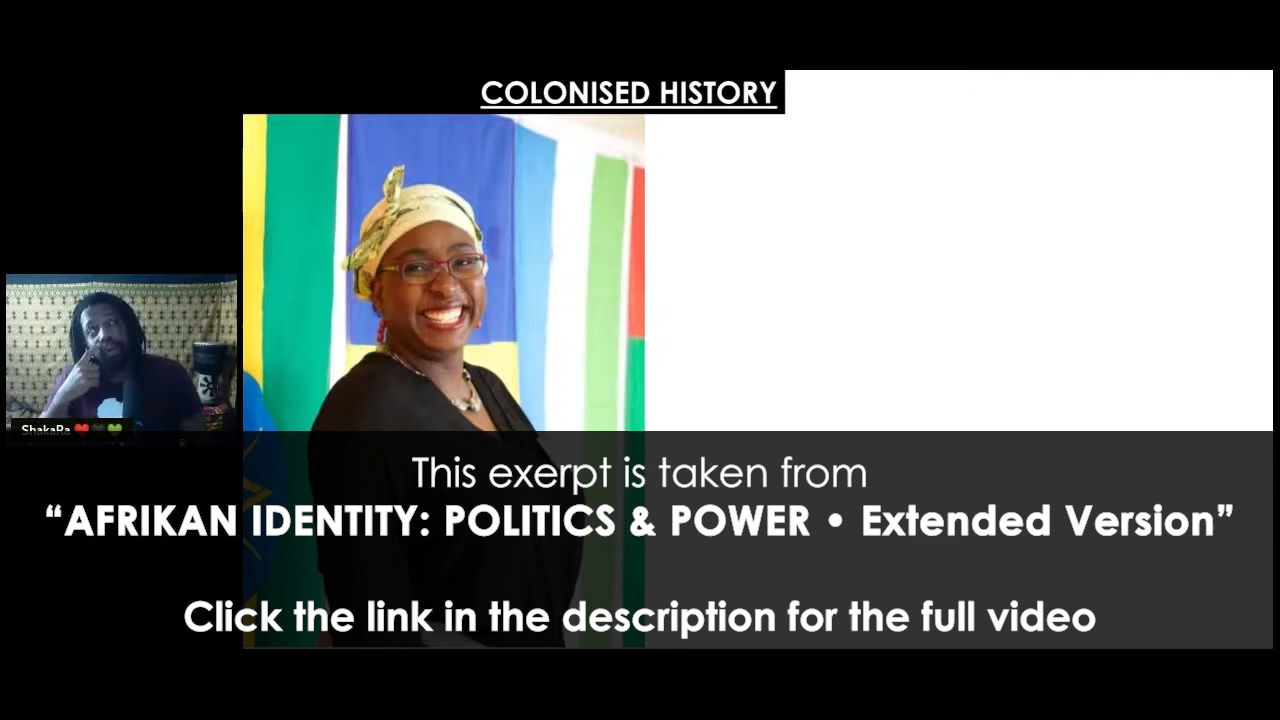 COLONISED HISTORY
ShakaRa ❤️🖤💚
This exerpt is taken from
“AFRIKAN IDENTITY: POLITICS & POWER • Extended Version”
Click the link in the description for the full video